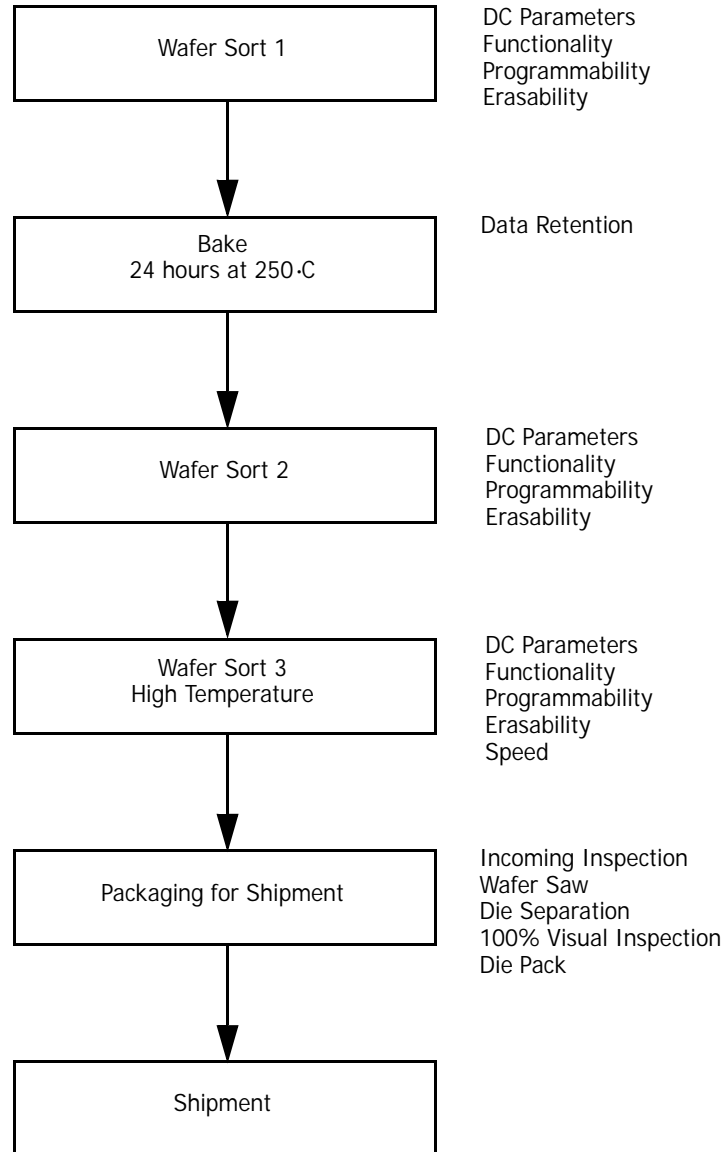 Wafer Sort 1
DC Parameters
Functionality
Programmability
Erasability
Bake
24 hours at 250·C
Data Retention
Wafer Sort 2
DC Parameters
Functionality
Programmability
Erasability
Wafer Sort 3
High Temperature
DC Parameters
Functionality
Programmability
Erasability
Speed
Packaging for Shipment
Incoming Inspection
Wafer Saw
Die Separation
100% Visual Inspection
Die Pack
Shipment